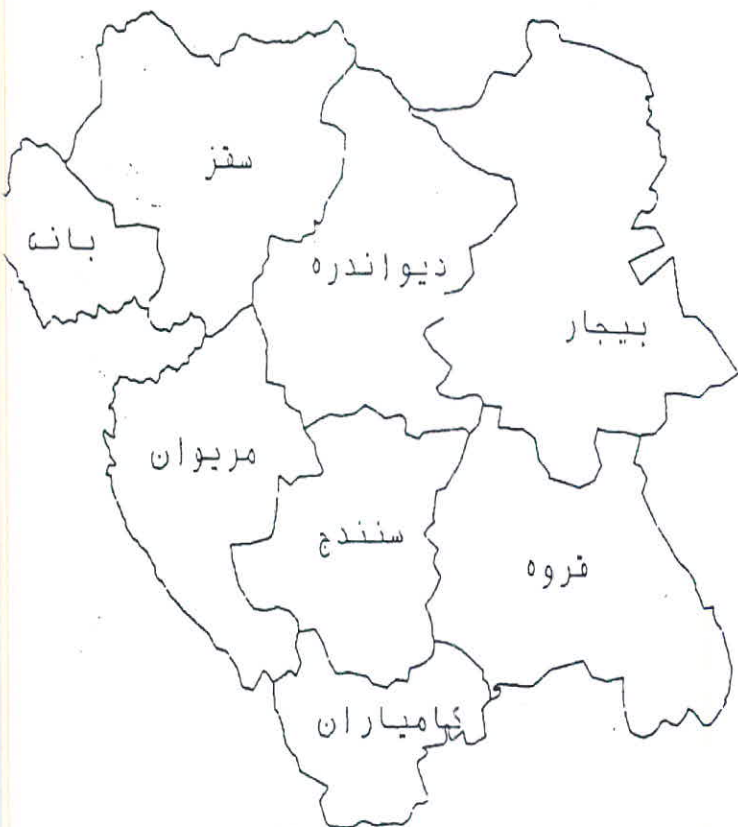 سقز
بانه
دیواندره
بیجار
مریوان
سنندج
قروه
کامیاران